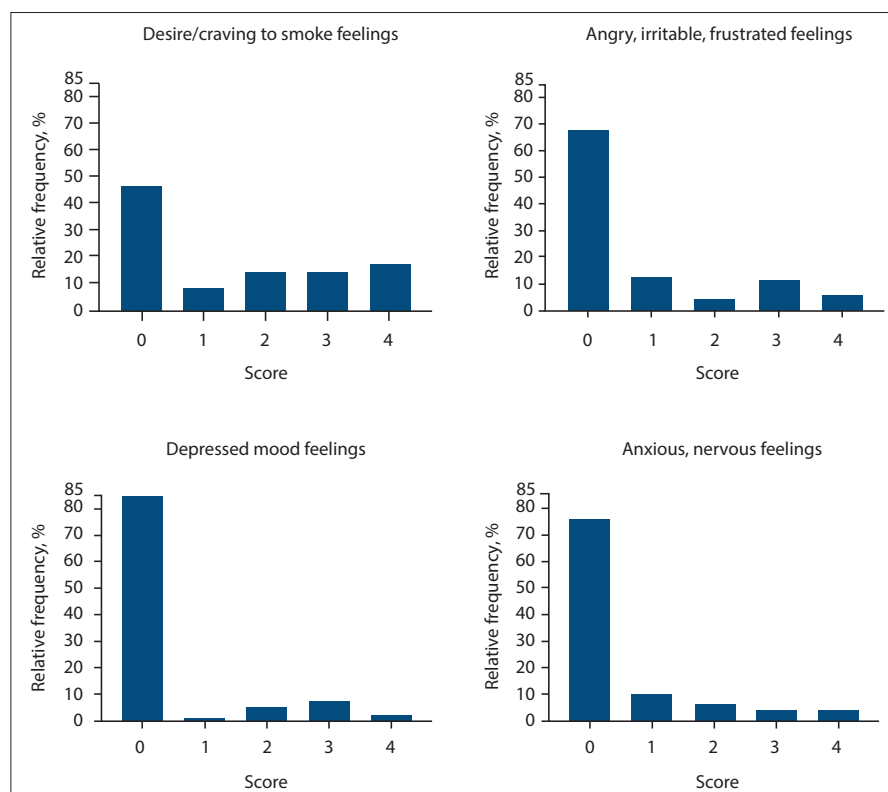 Desire/craving to smoke feelings
Relative frequency, %
85
80
70
60
50
40
30
20
10
0
0 1 2 3 4
Score
Angry, irritable, frustrated feelings
Relative frequency, %
85
80
70
60
50
40
30
20
10
0
0 1 2 3 4
Score
Depressed mood feelings
Relative frequency, %
85
80
70
60
50
40
30
20
10
0
0 1 2 3 4
Score
Anxious, nervous feelings
Relative frequency, %
85
80
70
60
50
40
30
20
10
0
0 1 2 3 4
Score